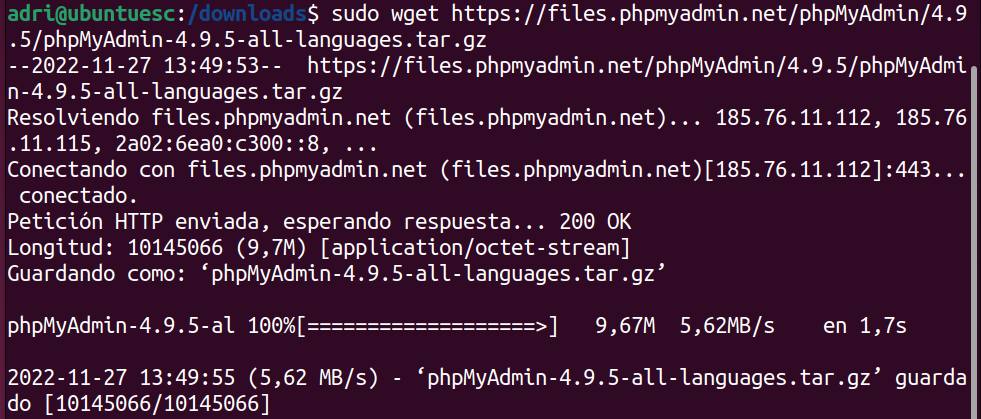 adri@ubuntuesc:/downloads$ sudo wget https://files.phpmyadmin.net/phpMyAdmin/4.9
.5/phpMyAdmin-4.9.5-all-languages.tar.gz
--2022-11-27 13:49:53--  https://files.phpmyadmin.net/phpMyAdmin/4.9.5/phpMyAdmi
n-4.9.5-all-languages.tar.gz
Resolviendo files.phpmyadmin.net (files.phpmyadmin.net)... 185.76.11.112, 185.76
.11.115, 2a02:6ea0:c300::8, ...
Conectando con files.phpmyadmin.net (files.phpmyadmin.net)[185.76.11.112]:443...
 conectado.
Petición HTTP enviada, esperando respuesta... 200 OK
Longitud: 10145066 (9,7M) [application/octet-stream]
Guardando como: ‘phpMyAdmin-4.9.5-all-languages.tar.gz’
phpMyAdmin-4.9.5-al 100%[===================>]   9,67M  5,62MB/s    en 1,7s
2022-11-27 13:49:55 (5,62 MB/s) - ‘phpMyAdmin-4.9.5-all-languages.tar.gz’ guarda
do [10145066/10145066]